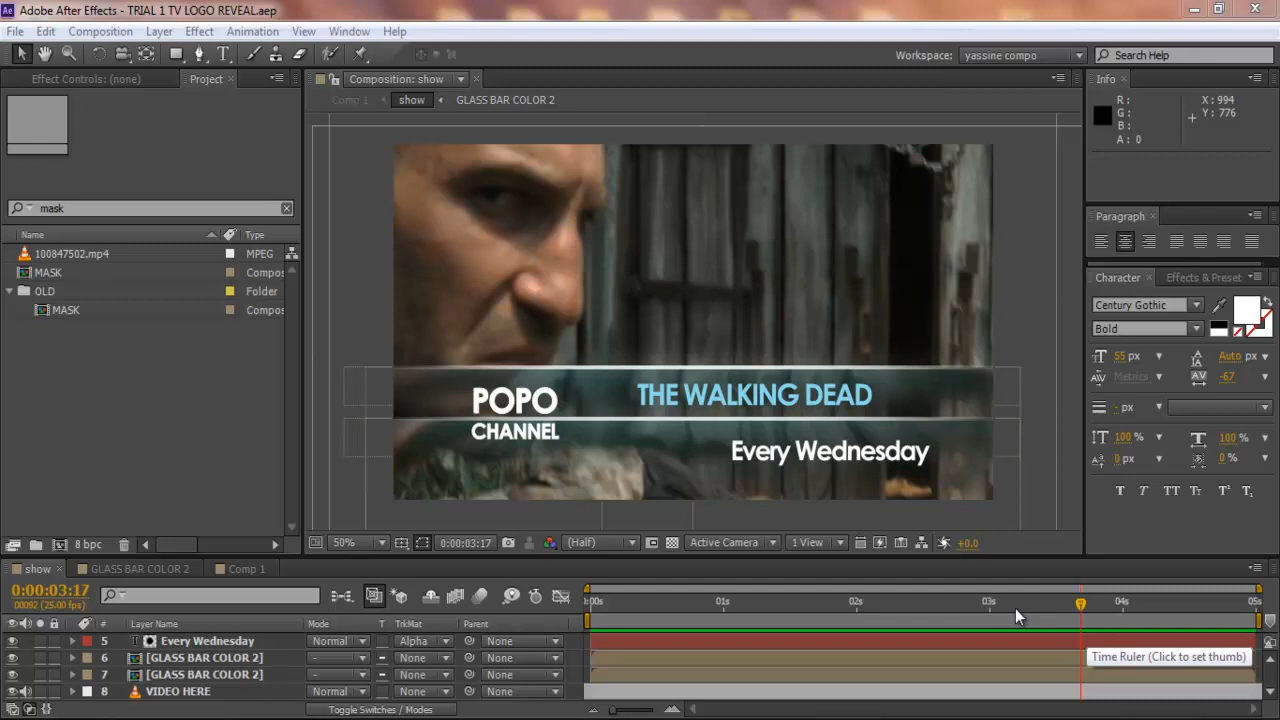 Adobe After Effects - TRIAL 1 TV LOGO REVEAL.aep
File Edit Composition Layer Effect Animation View Window Help
Workspace: yassine compo Search Help
Effect Controls: (none) Project
Composition: show
Info
Comp 1 show GLASS BAR COLOR 2
R:
G:
B:
A: 0
X: 994
Y: 776
mask
Name Type
100847502.mp4 MPEG
MASK Compos
OLD Folder
MASK Compos
POPO
CHANNEL
THE WALKING DEAD
Every Wednesday
Paragraph
Character Effects & Preset
Century Gothic
Bold
55 px Auto px
Metrics -67
- px
100 % 100 %
0 px 0 %
T T TT Tt T¹ T₁
8 bpc
50% 0:00:03:17 (Half) Active Camera 1 View +0.0
show GLASS BAR COLOR 2 Comp 1
0:00:03:17
00092 (25.00 fps)
:00s 01s 02s 03s 04s 05s
# Layer Name Mode T TrkMat Parent
5 T Every Wednesday Normal Alpha None
6 [GLASS BAR COLOR 2] - None None
7 [GLASS BAR COLOR 2] - None None
8 VIDEO HERE Normal None None
Time Ruler (Click to set thumb)
Toggle Switches / Modes